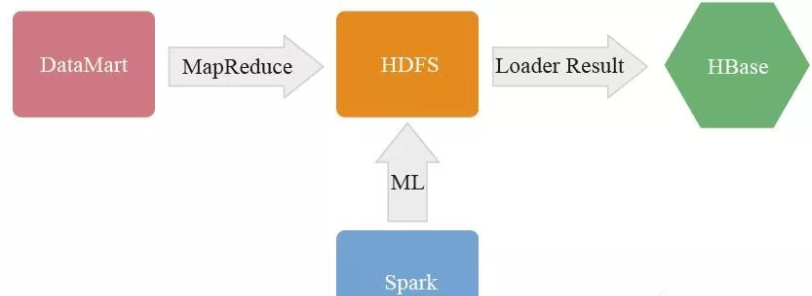 DataMart
MapReduce
HDFS
Loader Result
HBase
ML
Spark